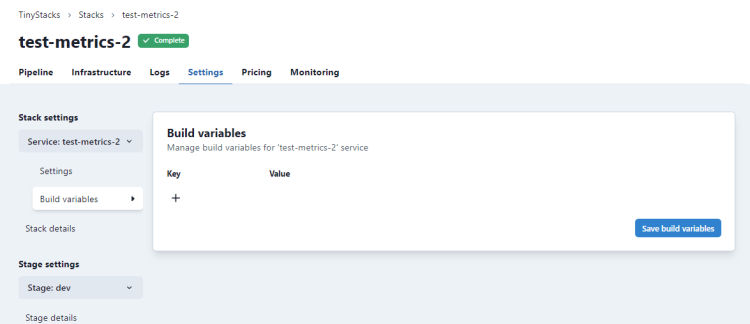 TinyStacks > Stacks > test-metrics-2
test-metrics-2 Complete
Pipeline Infrastructure Logs Settings Pricing Monitoring
Stack settings
Service: test-metrics-2
Settings
Build variables
Stack details
Stage settings
Stage: dev
Stage details
Build variables
Manage build variables for 'test-metrics-2' service
Key Value
+
Save build variables